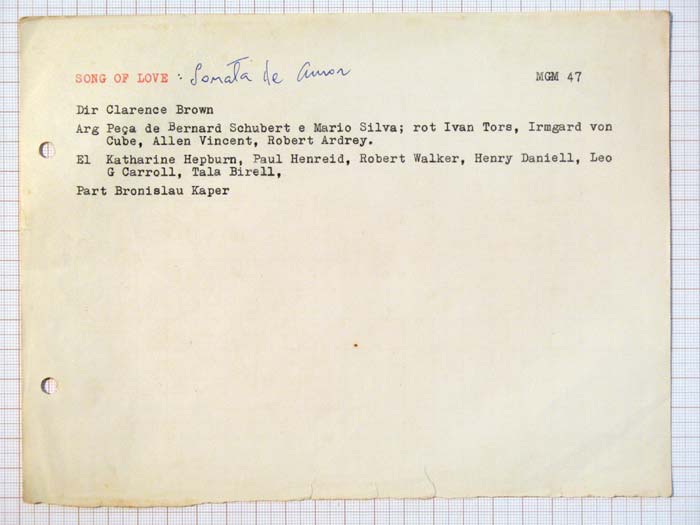 SONG OF LOVE : Sonata de Amor MGM 47
Dir Clarence Brown
Arg Peça de Bernard Schubert e Mario Silva; rot Ivan Tors, Irmgard von
Cube, Allen Vincent, Robert Ardrey.
El Katharine Hepburn, Paul Henreid, Robert Walker, Henry Daniell, Leo
G Carroll, Tala Birell,
Part Bronislau Kaper